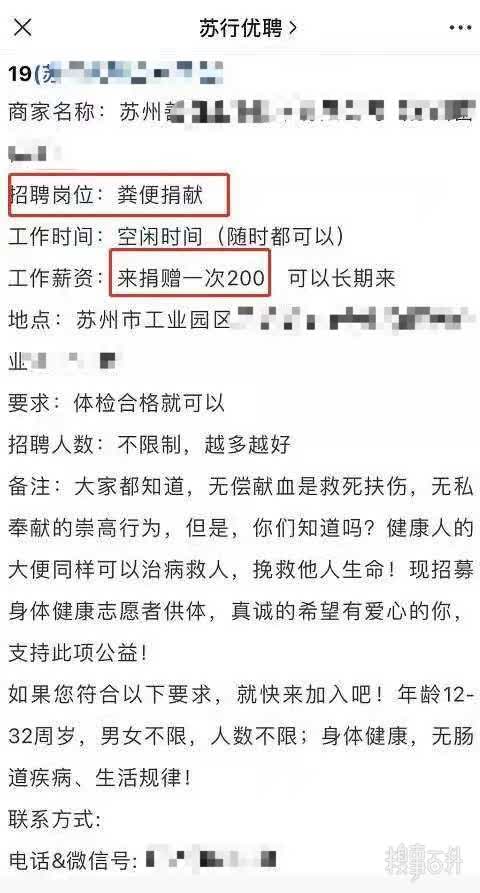 苏行优聘
19(苏
商家名称：苏州
招聘岗位：粪便捐献
工作时间：空闲时间（随时都可以）
工作薪资：来捐赠一次200 可以长期来
地点：苏州市工业园区
业
要求：体检合格就可以
招聘人数：不限制，越多越好
备注：大家都知道，无偿献血是救死扶伤，无私
奉献的崇高行为，但是，你们知道吗？健康人的
大便同样可以治病救人，挽救他人生命！现招募
身体健康志愿者供体，真诚的希望有爱心的你，
支持此项公益！
如果您符合以下要求，就快来加入吧！年龄12-
32周岁，男女不限，人数不限；身体健康，无肠
道疾病、生活规律！
联系方式:
电话&微信号:
搜狐百科